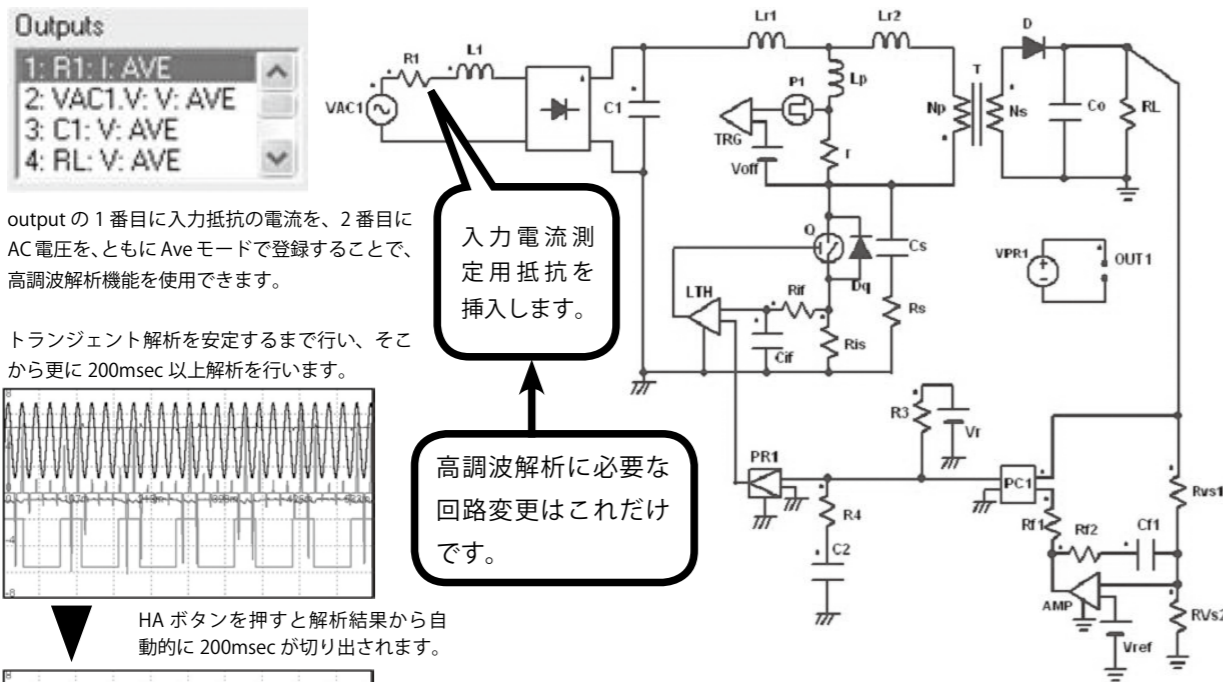 Outputs
1: R1: I: AVE
2: VAC1.V: V: AVE
3: C1: V: AVE
4: RL: V: AVE
output の 1 番目に入力抵抗の電流を、2 番目に
AC 電圧を、ともに Ave モードで登録することで、
高調波解析機能を使用できます。
トランジェント解析を安定するまで行い、そこ
から更に 200msec 以上解析を行います。
8
0
-4
-8
HA ボタンを押すと解析結果から自
動的に 200msec が切り出されます。
8
入力電流測
定用抵抗を
挿入します。
高調波解析に必要な
回路変更はこれだけ
です。
VAC1
R1
L1
C1
Lr1
Lr2
Lp
P1
TRG
Voff
r
Np
T
Ns
D
Co
RL
Q
Dq
Cs
Rs
LTH
Rif
Cif
Ris
VPR1
OUT1
R3
Vr
PR1
R4
C2
PC1
Rf1
Rf2
Cf1
Rvs1
AMP
Vref
RVs2